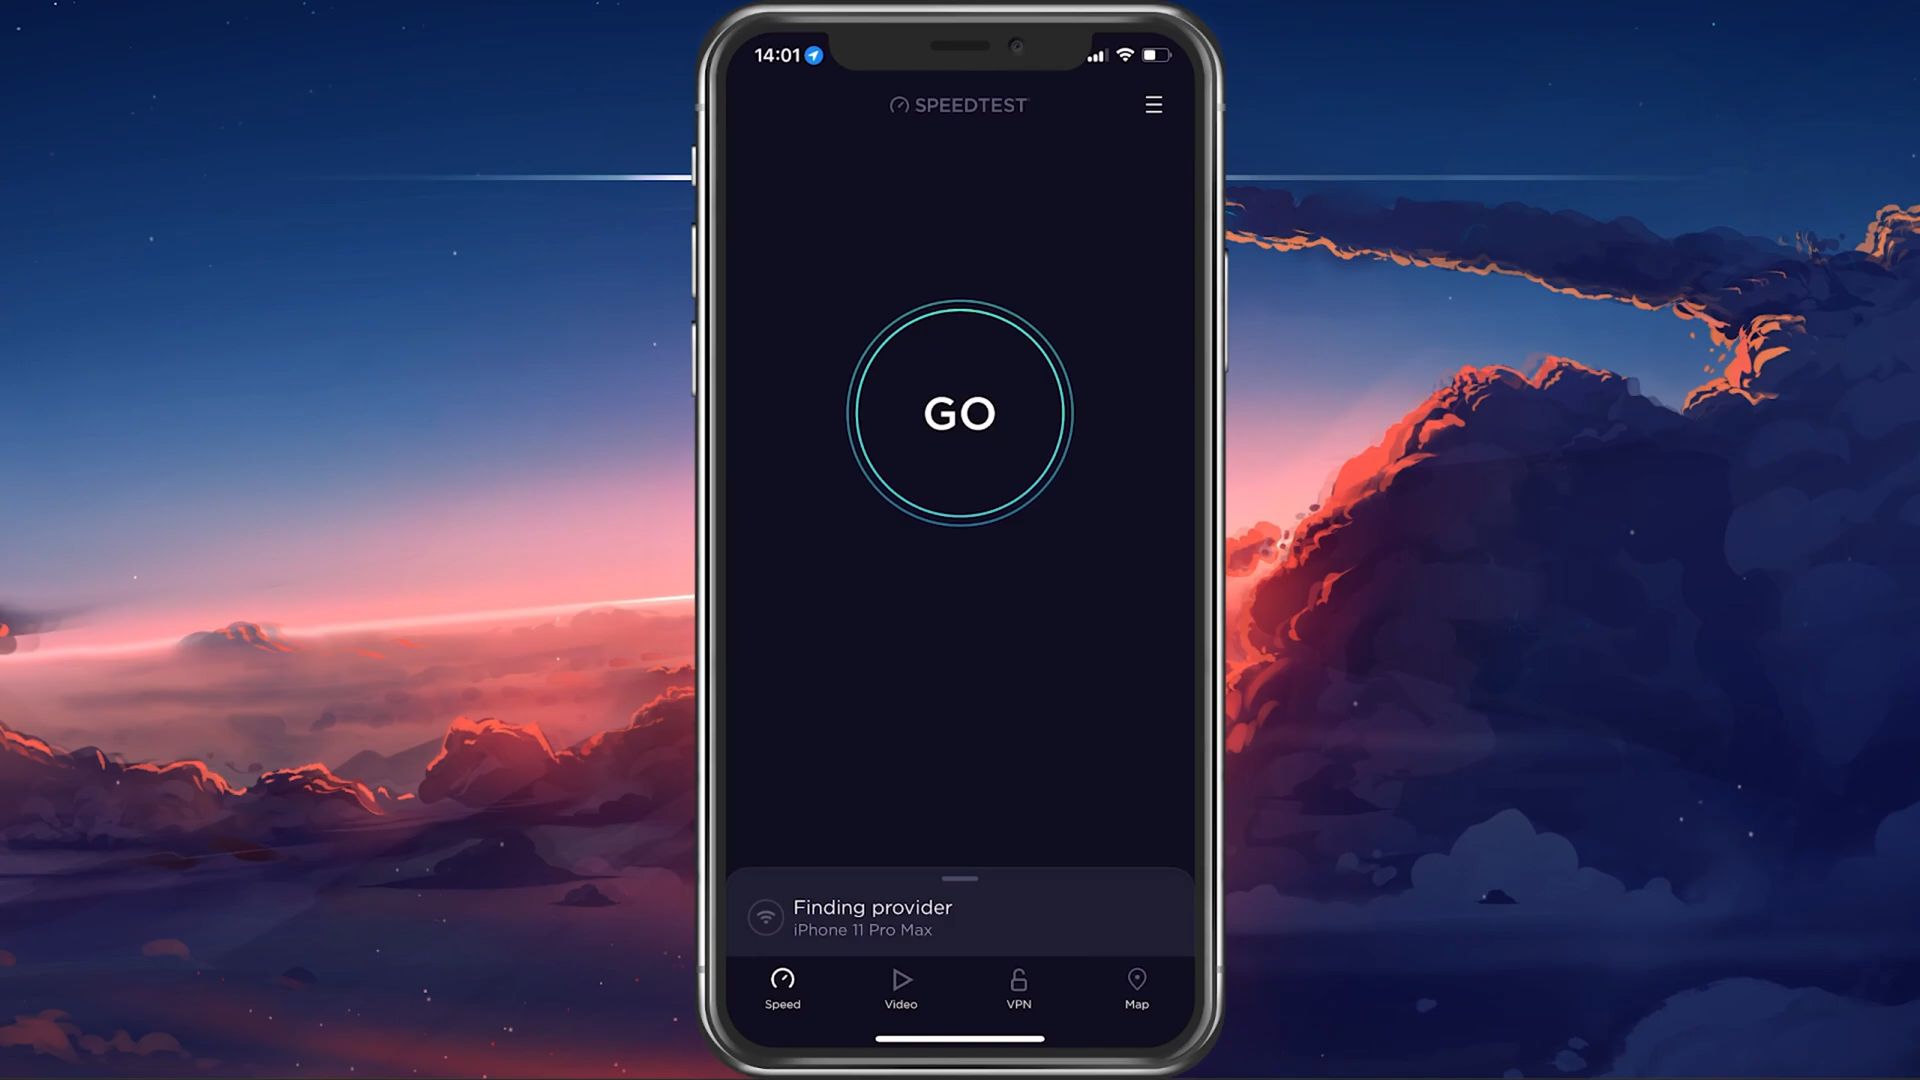 14:01
SPEEDTEST
GO
Finding provider
iPhone 11 Pro Max
Speed
Video
VPN
Map